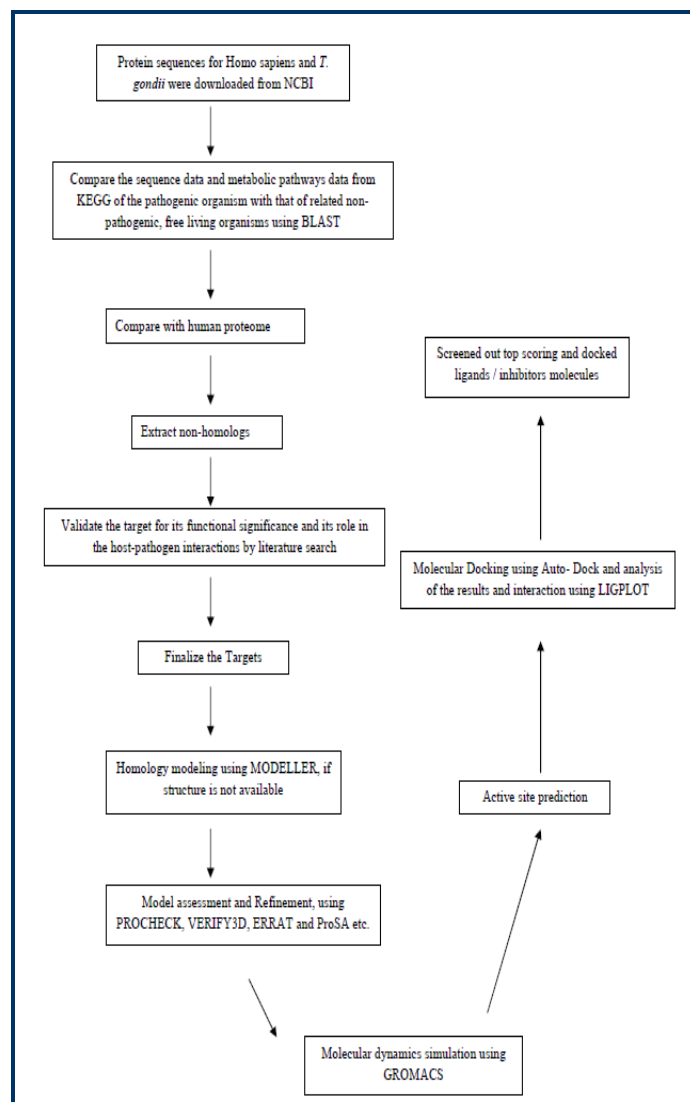 Protein sequences for Homo sapiens and T.
gondii were downloaded from NCBI
Compare the sequence data and metabolic pathways data from
KEGG of the pathogenic organism with that of related non-
pathogenic, free living organisms using BLAST
Compare with human proteome
Extract non-homologs
Validate the target for its functional significance and its role in
the host-pathogen interactions by literature search
Finalize the Targets
Homology modeling using MODELLER, if
structure is not available
Model assessment and Refinement, using
PROCHECK, VERIFY3D, ERRAT and ProSA etc.
Molecular dynamics simulation using
GROMACS
Active site prediction
Molecular Docking using Auto- Dock and analysis
of the results and interaction using LIGPLOT
Screened out top scoring and docked
ligands / inhibitors molecules